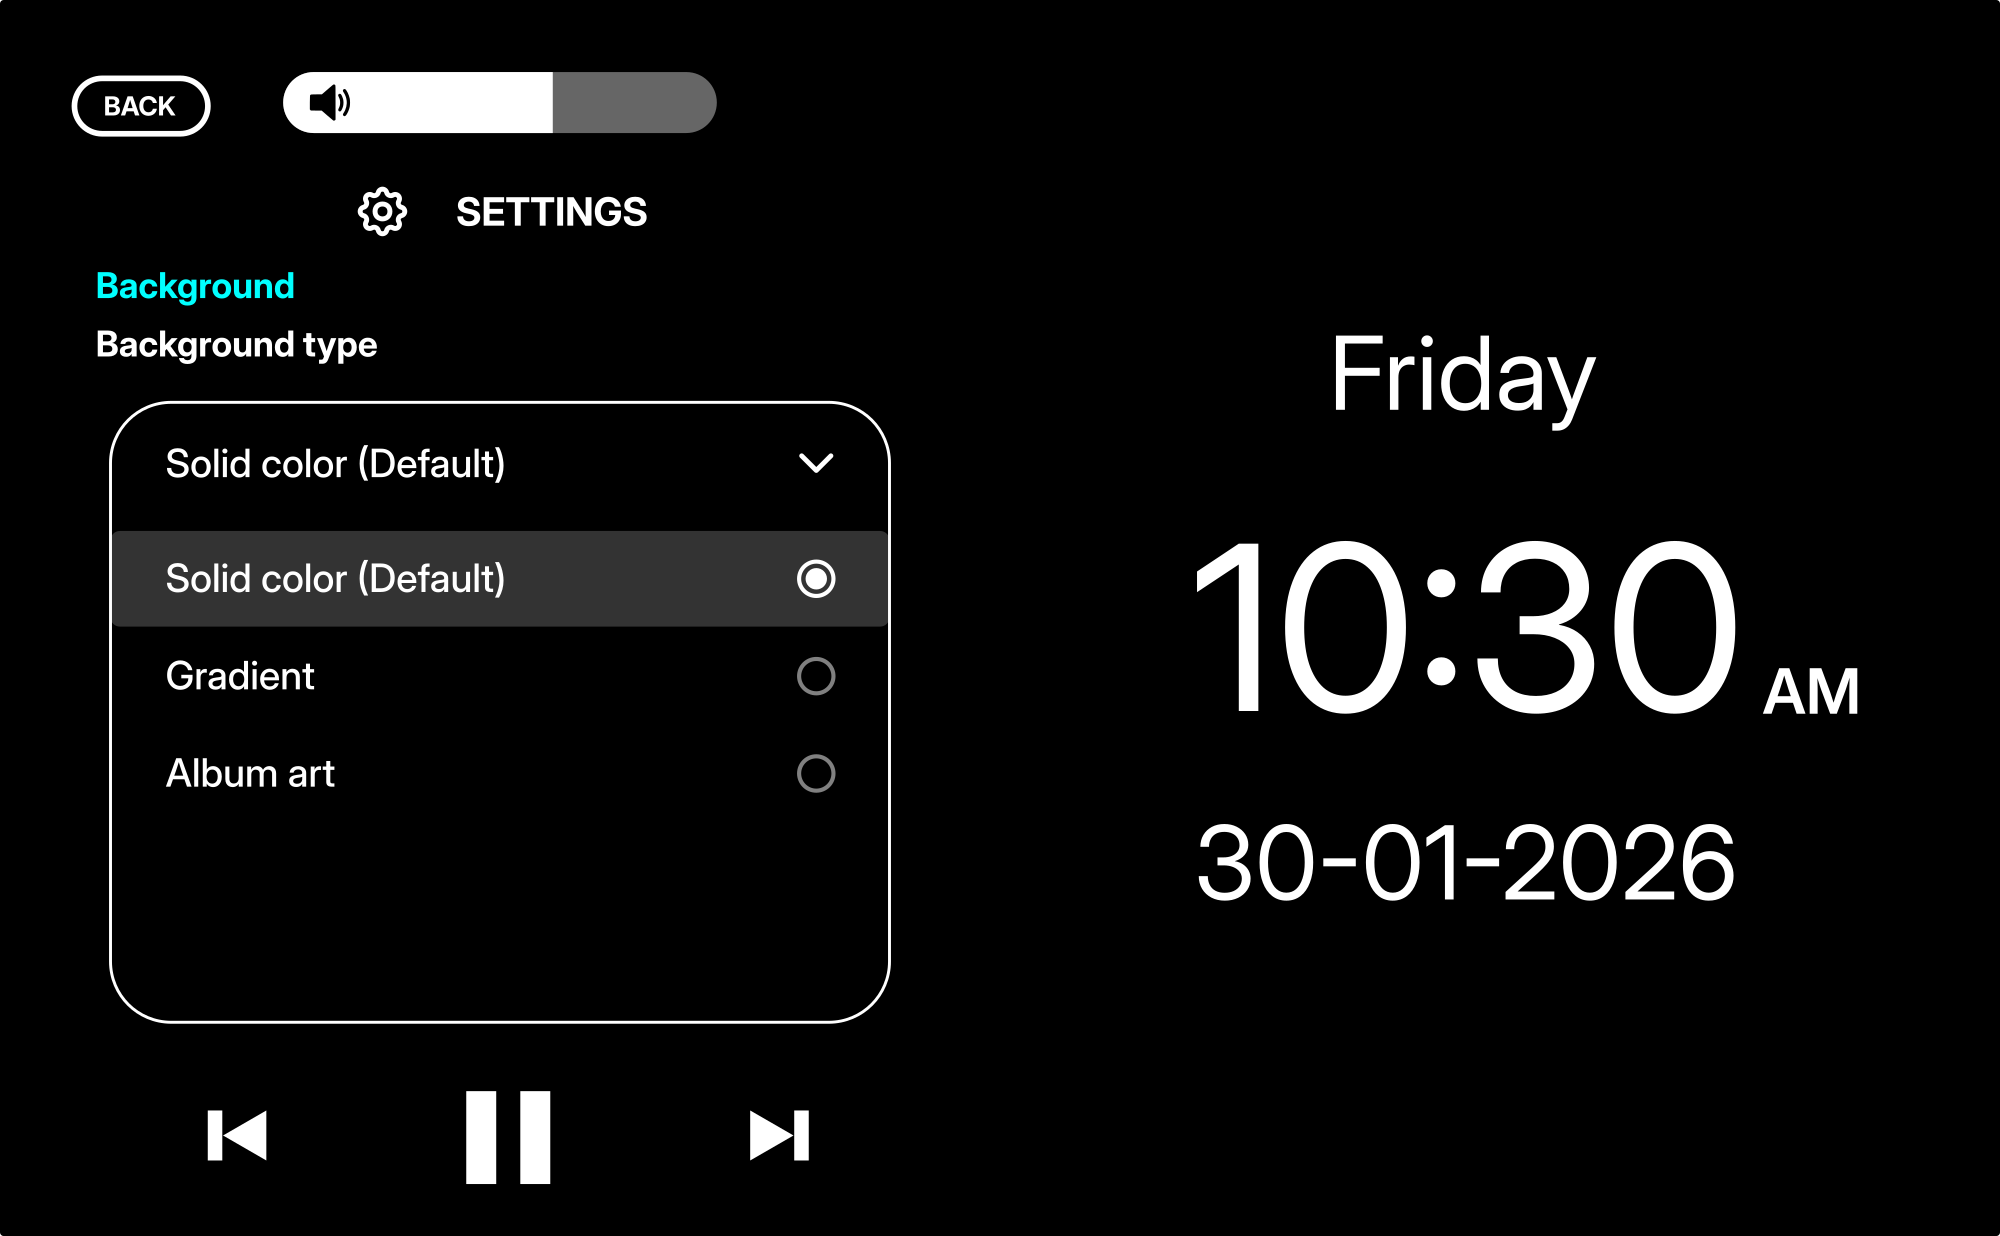 BACK
SETTINGS
Background
Background type
Solid color (Default)
Solid color (Default)
Gradient
Album art
Friday
10:30 AM
30-01-2026